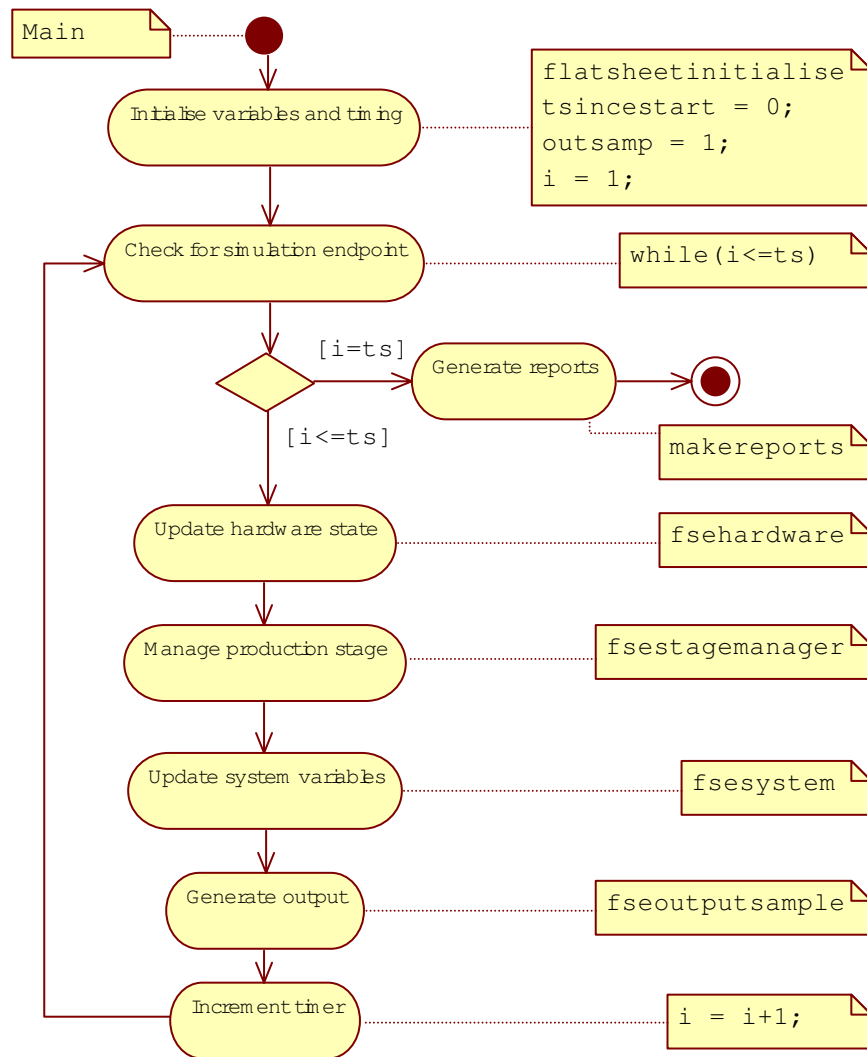 Main
flatsheetinitialise
tsincestart = 0;
outsamp = 1;
i = 1;
Initialise variables and timing
Check for simulation endpoint
while(i<=ts)
[i=ts]
Generate reports
[i<=ts]
makereports
Update hardware state
fsehardware
Manage production stage
fsestagemanager
Update system variables
fsesystem
Generate output
fseoutputsample
Increment timer
i = i+1;